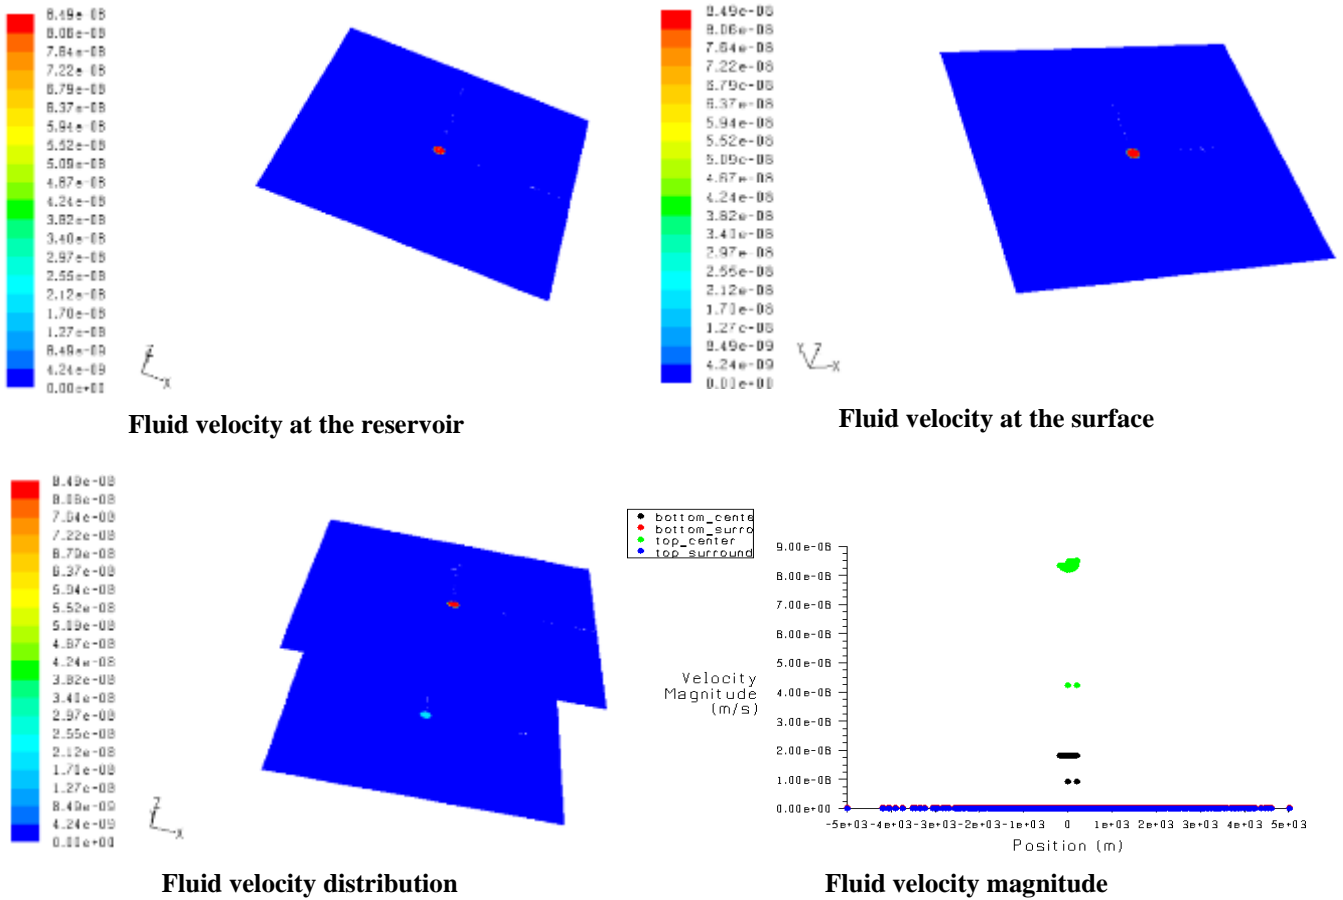 8.49e-08
8.06e-08
7.64e-08
7.22e-08
6.79e-08
6.37e-08
5.94e-08
5.52e-08
5.09e-08
4.67e-08
4.24e-08
3.82e-08
3.40e-08
2.97e-08
2.55e-08
2.12e-08
1.70e-08
1.27e-08
8.49e-09
4.24e-09
0.00e+00
Z
X
Fluid velocity at the reservoir
8.49e-08
8.06e-08
7.64e-08
7.22e-08
6.79e-08
6.37e-08
5.94e-08
5.52e-08
5.09e-08
4.67e-08
4.24e-08
3.82e-08
3.40e-08
2.97e-08
2.55e-08
2.12e-08
1.70e-08
1.27e-08
8.49e-09
4.24e-09
0.00e+00
Y Z
X
Fluid velocity at the surface
8.49e-08
8.06e-08
7.64e-08
7.22e-08
6.79e-08
6.37e-08
5.94e-08
5.52e-08
5.09e-08
4.67e-08
4.24e-08
3.82e-08
3.40e-08
2.97e-08
2.55e-08
2.12e-08
1.70e-08
1.27e-08
8.49e-09
4.24e-09
0.00e+00
Z
X
Fluid velocity distribution
bottom_cente
bottom_surro
top_center
top_surround
9.00e-08
8.00e-08
7.00e-08
6.00e-08
5.00e-08
4.00e-08
3.00e-08
2.00e-08
1.00e-08
0.00e+00
Velocity
Magnitude
(m/s)
-5e+03 -4e+03 -3e+03 -2e+03 -1e+03 0 1e+03 2e+03 3e+03 4e+03 5e+03
Position (m)
Fluid velocity magnitude